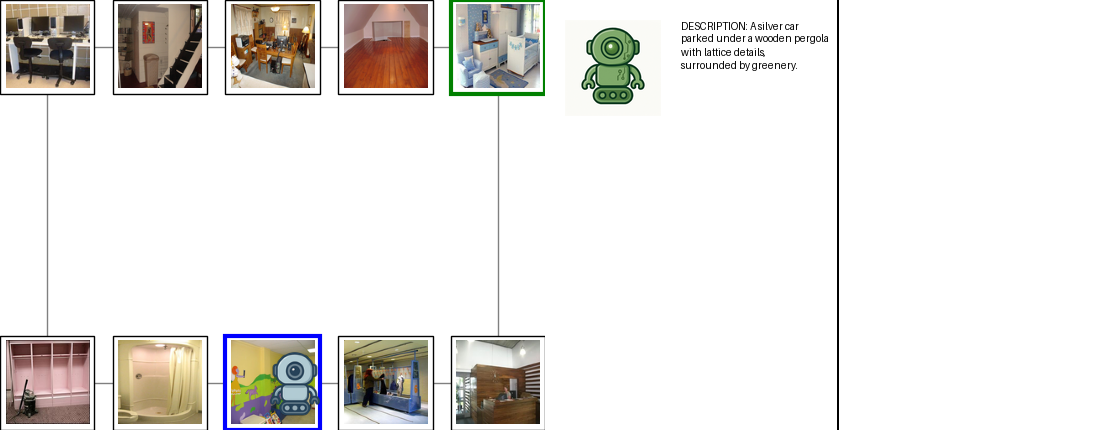 DESCRIPTION: A silver car
parked under a wooden pergola
with lattice details,
surrounded by greenery.